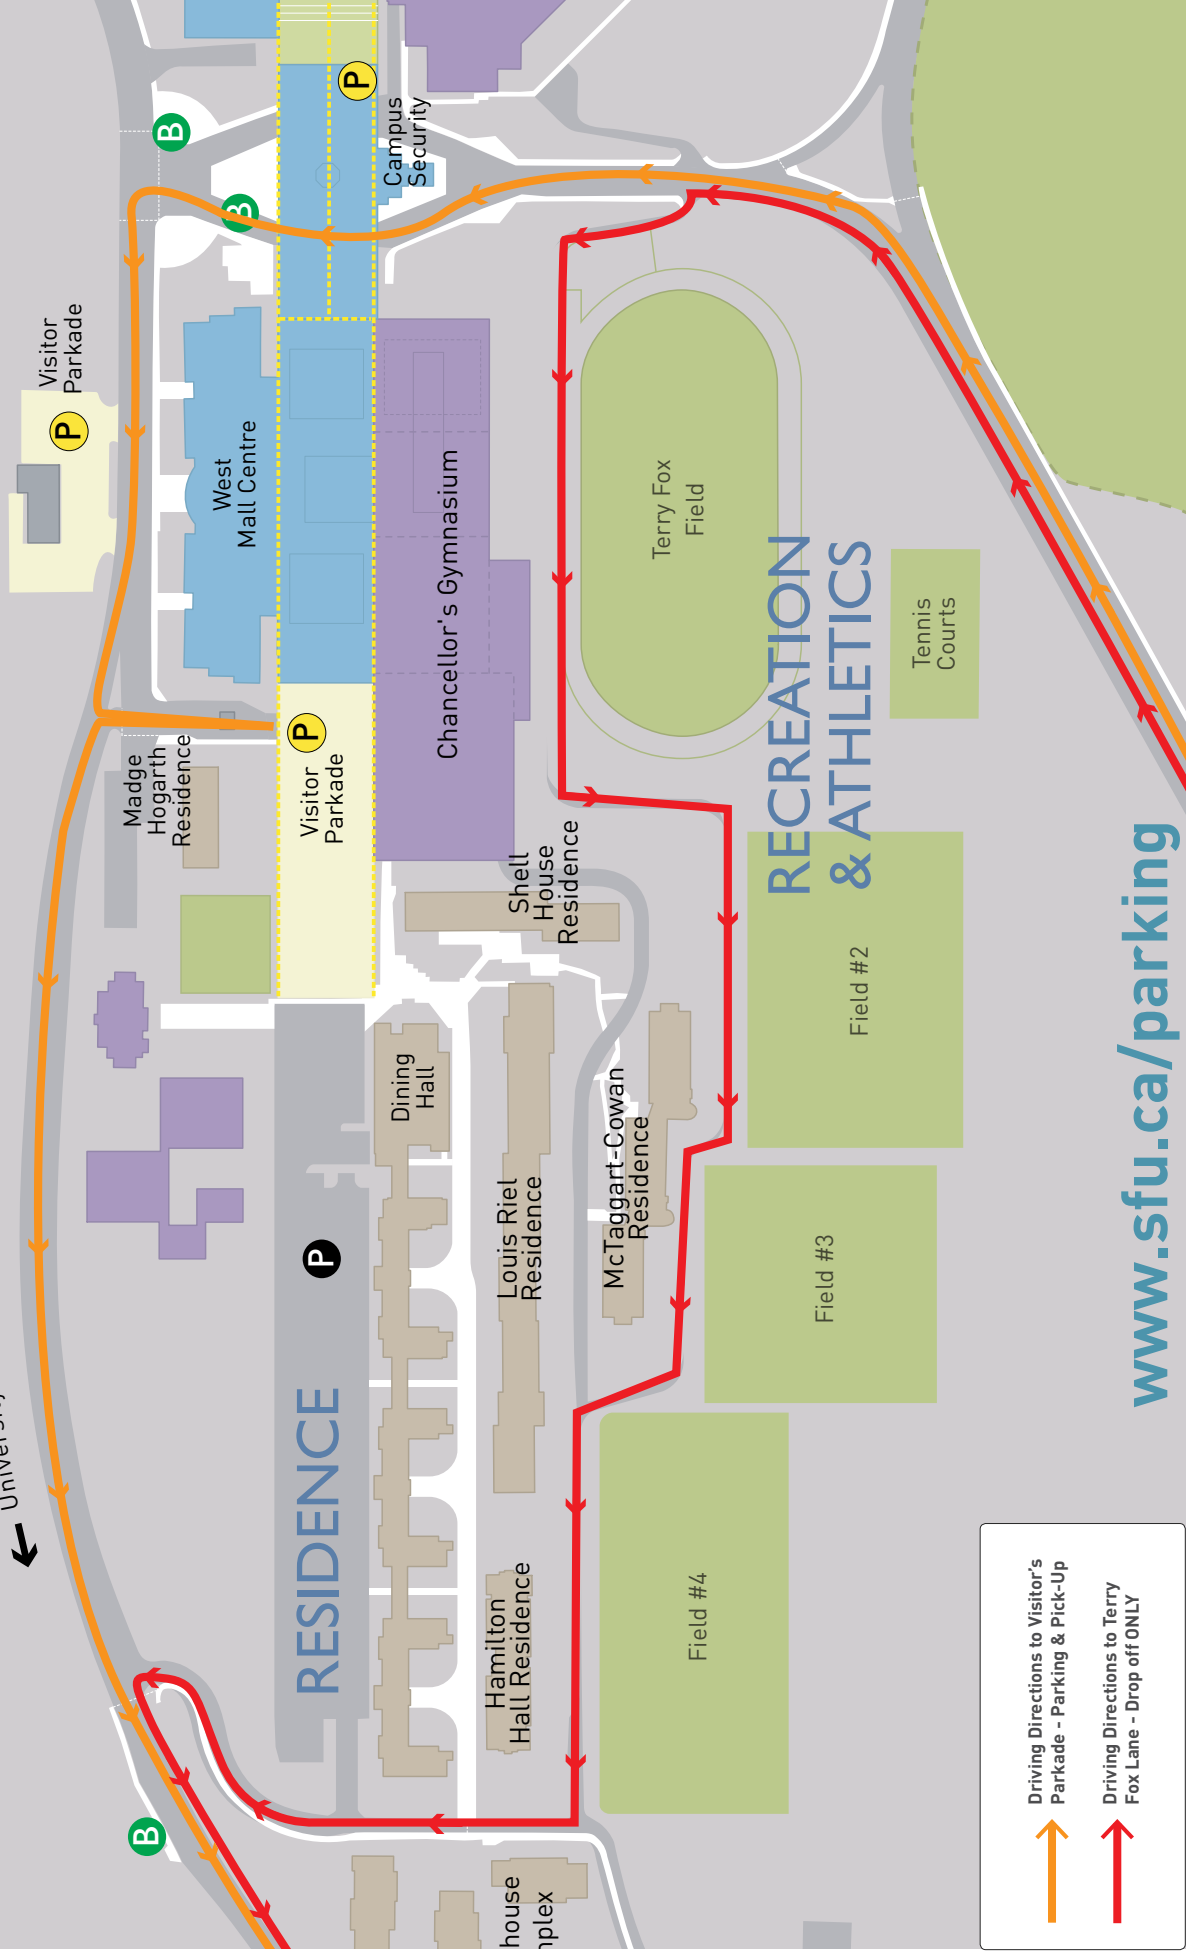 University
Visitor
Parkade
P
B
B
P
Campus
Security
West
Mall Centre
Chancellor's Gymnasium
Terry Fox
Field
RECREATION
& ATHLETICS
Tennis
Courts
Madge
Hogarth
Residence
P
Visitor
Parkade
Shell
House
Residence
Field #2
Dining
Hall
Louis Riel
Residence
McTaggart-Cowan
Residence
Field #3
P
RESIDENCE
Hamilton
Hall Residence
Field #4
B
house
mplex
www.sfu.ca/parking
Driving Directions to Visitor's
Parkade - Parking & Pick-Up
Driving Directions to Terry
Fox Lane - Drop off ONLY